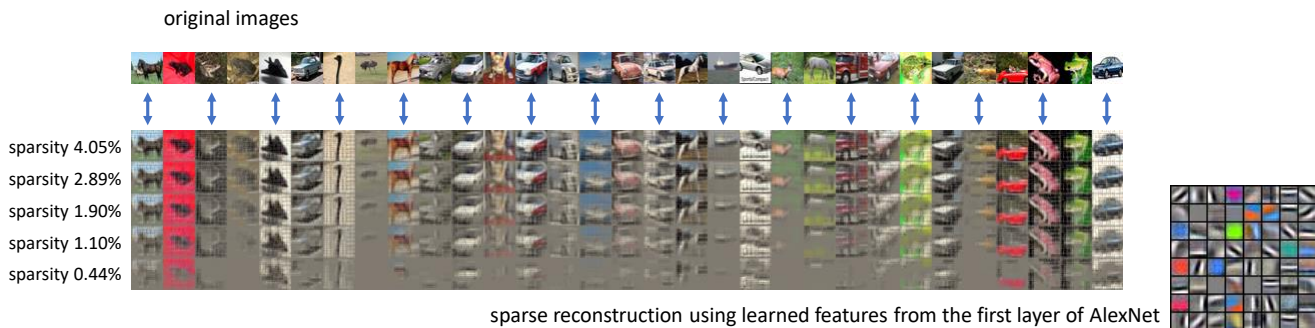 original images
sparsity 4.05%
sparsity 2.89%
sparsity 1.90%
sparsity 1.10%
sparsity 0.44%
sparse reconstruction using learned features from the first layer of AlexNet